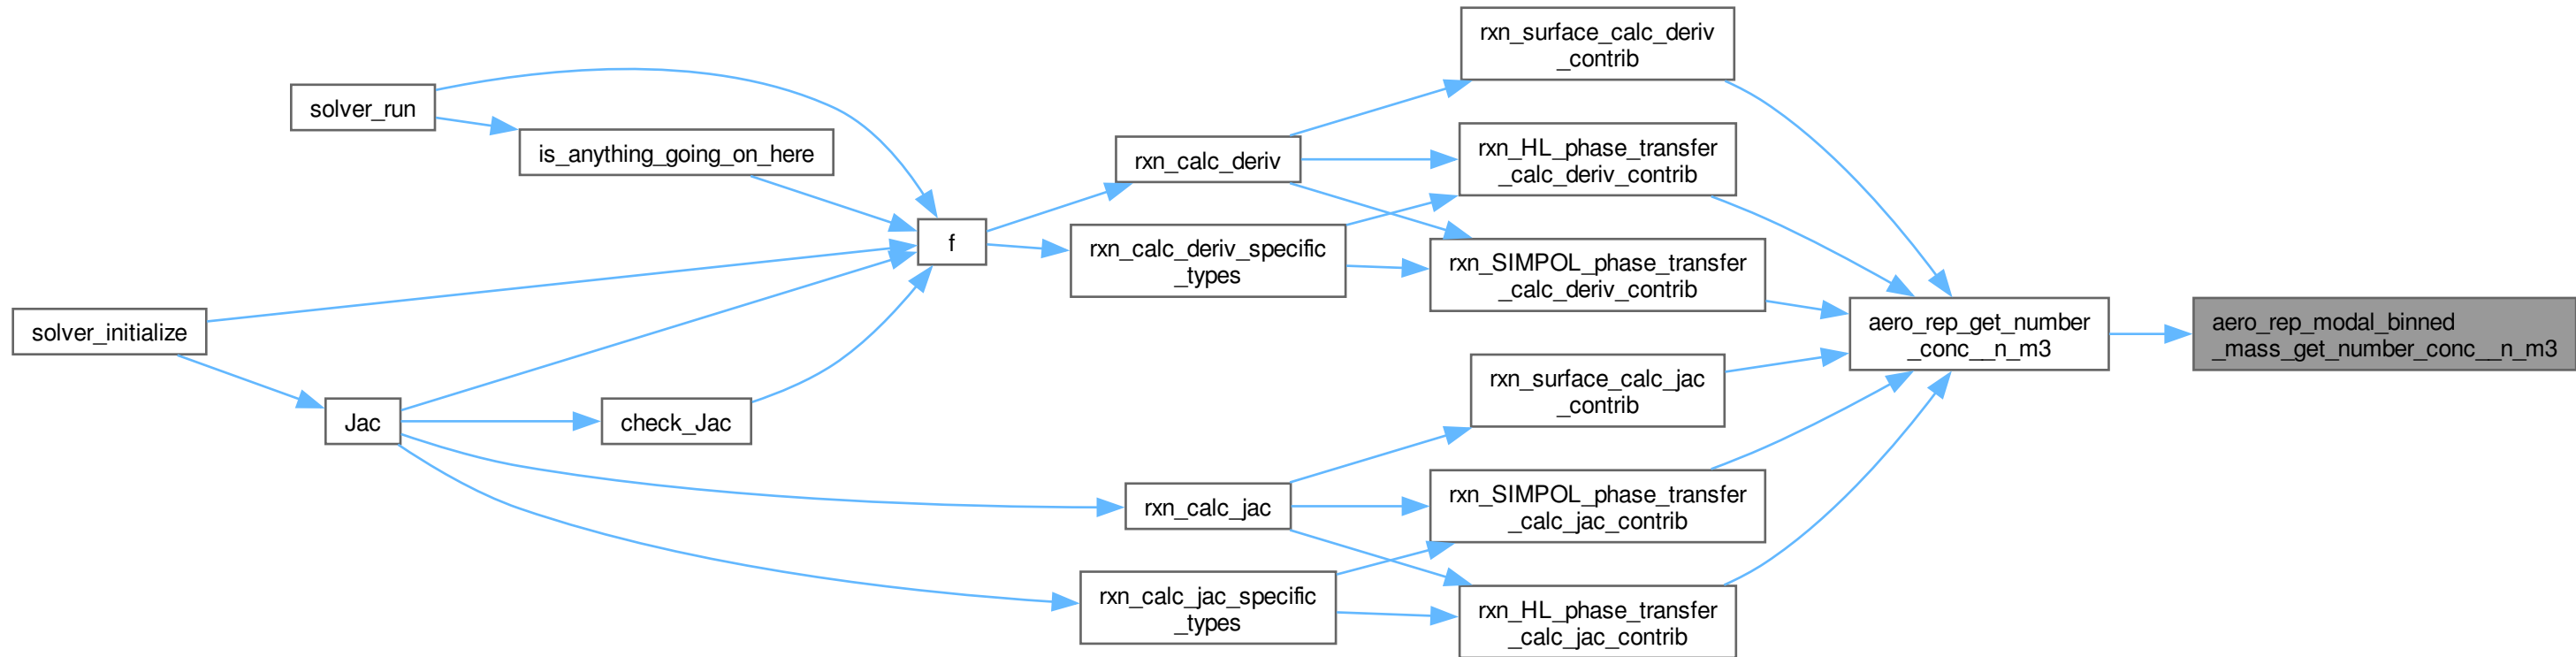 rxn_surface_calc_deriv
_contrib
solver_run
is_anything_going_on_here
rxn_calc_deriv
rxn_HL_phase_transfer
_calc_deriv_contrib
f
rxn_calc_deriv_specific
_types
rxn_SIMPOL_phase_transfer
_calc_deriv_contrib
solver_initialize
aero_rep_get_number
_conc__n_m3
aero_rep_modal_binned
_mass_get_number_conc__n_m3
rxn_surface_calc_jac
_contrib
Jac
check_Jac
rxn_calc_jac
rxn_SIMPOL_phase_transfer
_calc_jac_contrib
rxn_calc_jac_specific
_types
rxn_HL_phase_transfer
_calc_jac_contrib